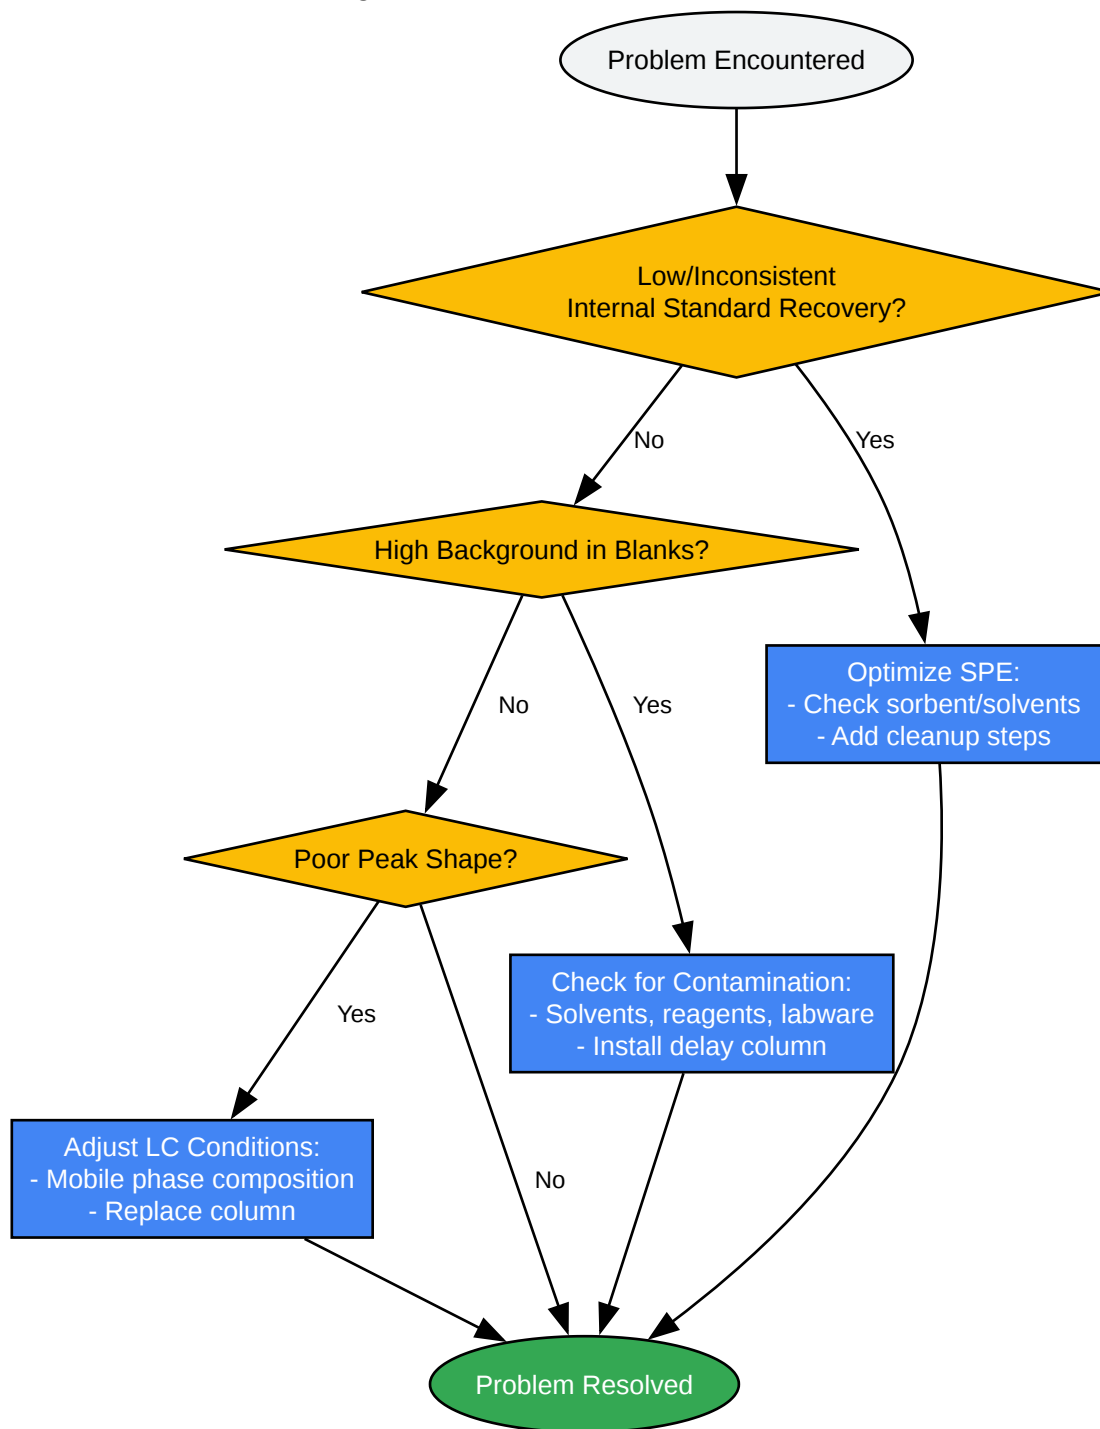 Problem Encountered
Low/Inconsistent
Internal Standard Recovery?
No
Yes
High Background in Blanks?
No
Yes
Optimize SPE:
- Check sorbent/solvents
- Add cleanup steps
Poor Peak Shape?
Yes
No
Check for Contamination:
- Solvents, reagents, labware
- Install delay column
Adjust LC Conditions:
- Mobile phase composition
- Replace column
Problem Resolved